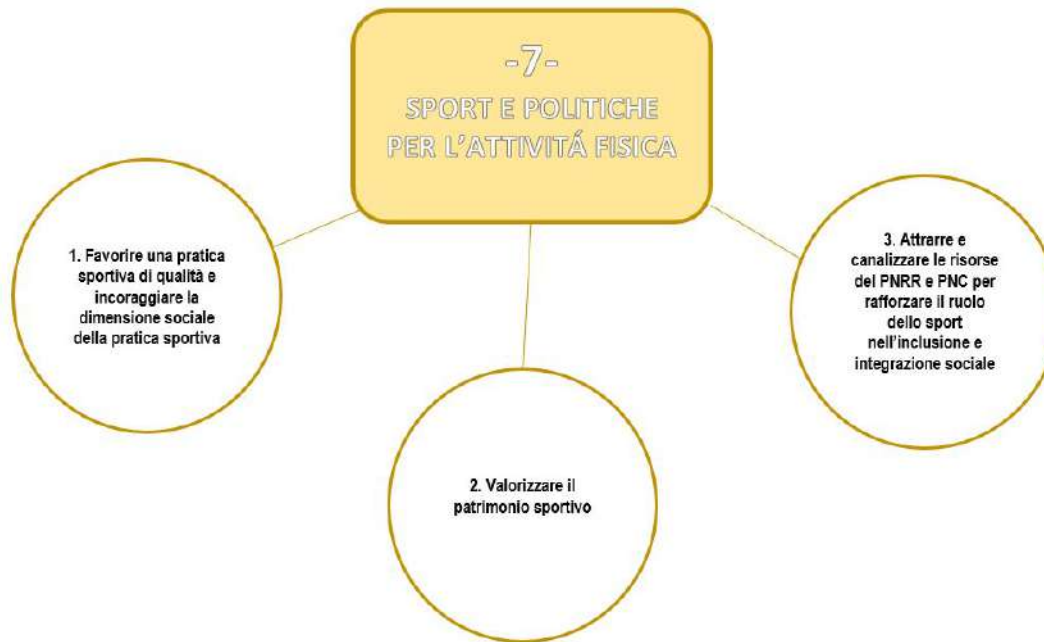 -7-
SPORT E POLITICHE
PER L'ATTIVITÁ FISICA
1. Favorire una pratica
sportiva di qualità e
incoraggiare la
dimensione sociale
della pratica sportiva
2. Valorizzare il
patrimonio sportivo
3. Attrarre e
canalizzare le risorse
del PNRR e PNC per
rafforzare il ruolo
dello sport
nell'inclusione e
integrazione sociale